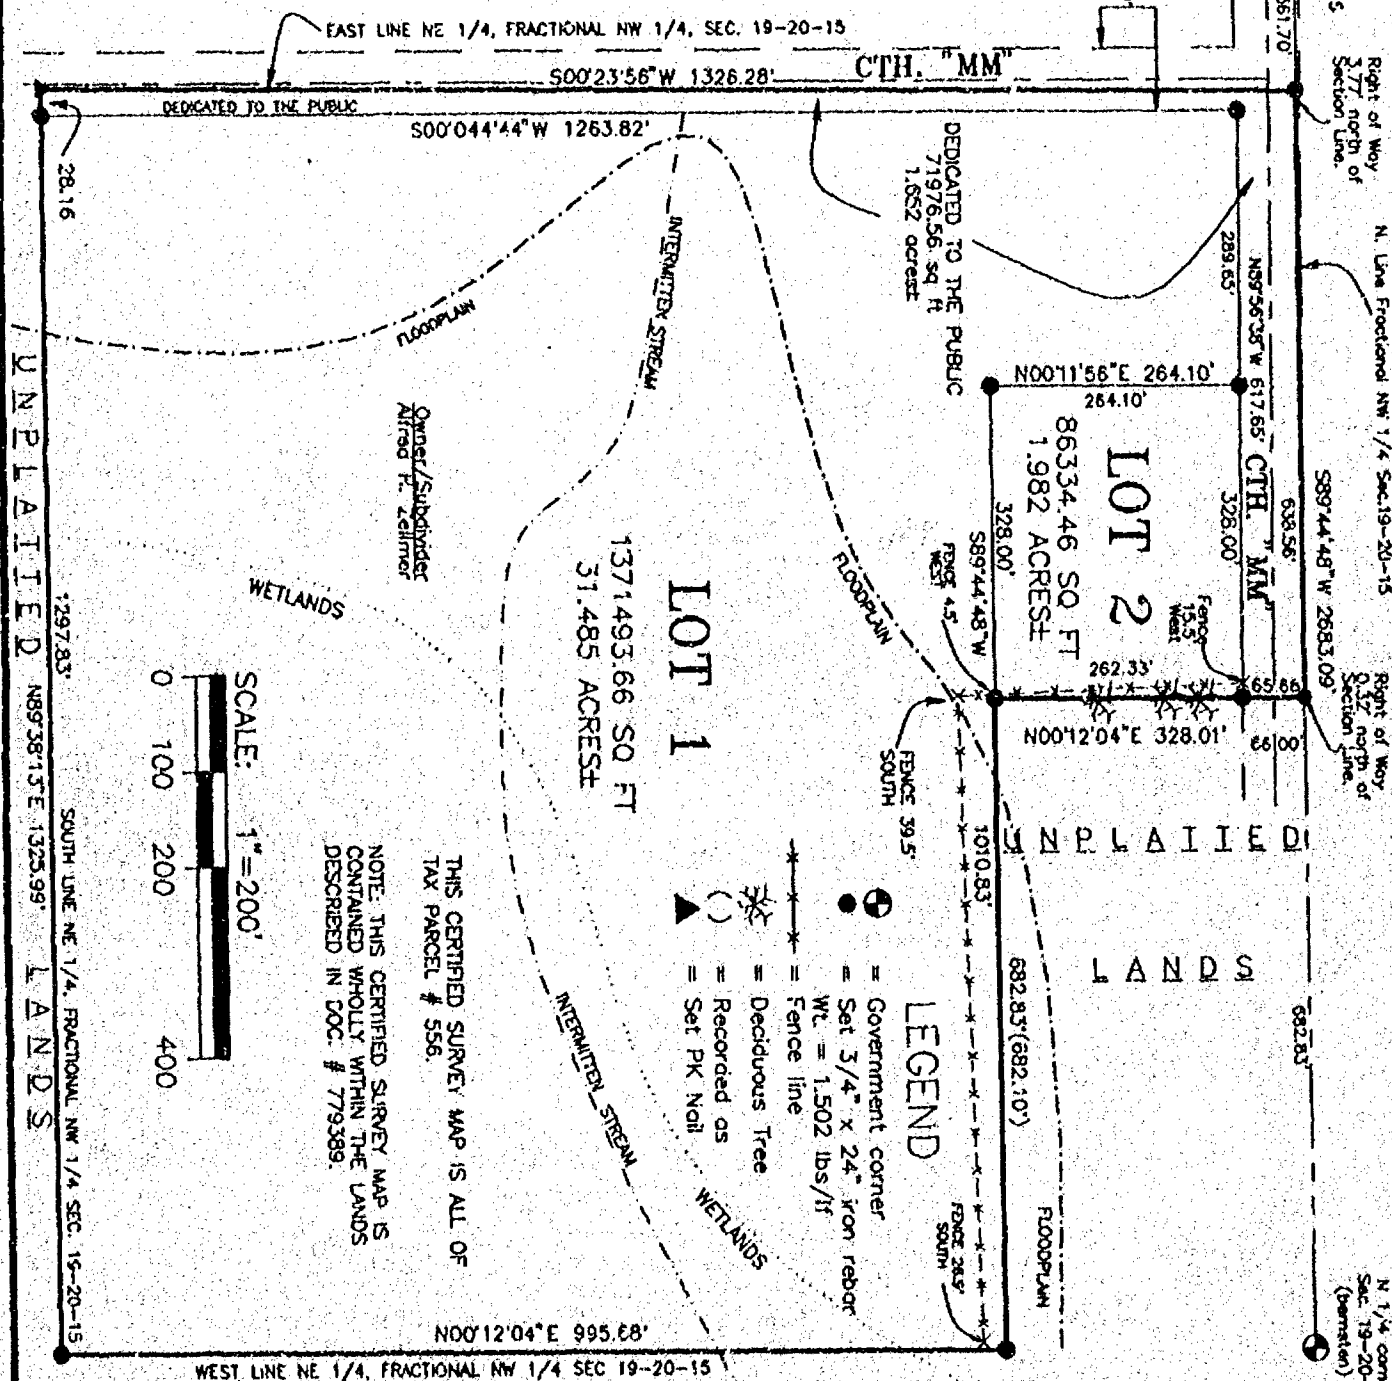 EAST LINE NE 1/4, FRACTIONAL NW 1/4, SEC. 19-20-15
S00°23'56"W 1326.28'
CTH. "MM"
DEDICATED TO THE PUBLIC
S00°044'44"W 1263.82'
28.16
61.70'
Right of Way
3.77' north of
Section Line.
N. Line Fractional NW 1/4 Sec.19-20-15
S89°44'48"W 2683.09'
638.56'
Right of Way
north of
Section Line.
N 1/4
Sec. 19-20-
DEDICATED TO THE PUBLIC
71976.56 sq ft
1.652 acres±
289.65'
617.65'
CTH. "MM"
N00°11'56"E 264.10'
264.10'
LOT 2
86334.46 SQ FT
1.982 ACRES±
328.00'
328.00'
S89°44'48"W
FENCE 4.5'
WEST
Fence
15.5'
West
262.33'
65.66
N00°12'04"E 328.01'
66.00'
FENCE 39.5'
SOUTH
UNPLATTED
LANDS
1010.83'
682.83'(682.10')
682.83'
FLOODPLAIN
FLOODPLAIN
FLOODPLAIN
SOUTH
INTERMITTEN STREAM
INTERMITTEN STREAM
Owner/Subdivider
LOT 1
1371493.66 SQ FT
31.485 ACRES±
WETLANDS
WETLANDS
LEGEND
= Government corner
= Set 3/4" x 24" iron rebar
Wt. = 1.502 lbs/lf
= Fence line
= Deciduous Tree
( ) = Recorded as
= Set PK Nail
THIS CERTIFIED SURVEY MAP IS ALL OF
TAX PARCEL # 556.
NOTE: THIS CERTIFIED SURVEY MAP IS
CONTAINED WHOLLY WITHIN THE LANDS
DESCRIBED IN DOC. # 779389.
SCALE: 1"=200'
0 100 200 400
UNPLATTED LANDS
297.83'
N89°38'13"E 1325.99'
SOUTH LINE NE 1/4, FRACTIONAL NW 1/4 SEC. 19-20-15
N00°12'04"E 995.68'
WEST LINE NE 1/4, FRACTIONAL NW 1/4 SEC 19-20-15